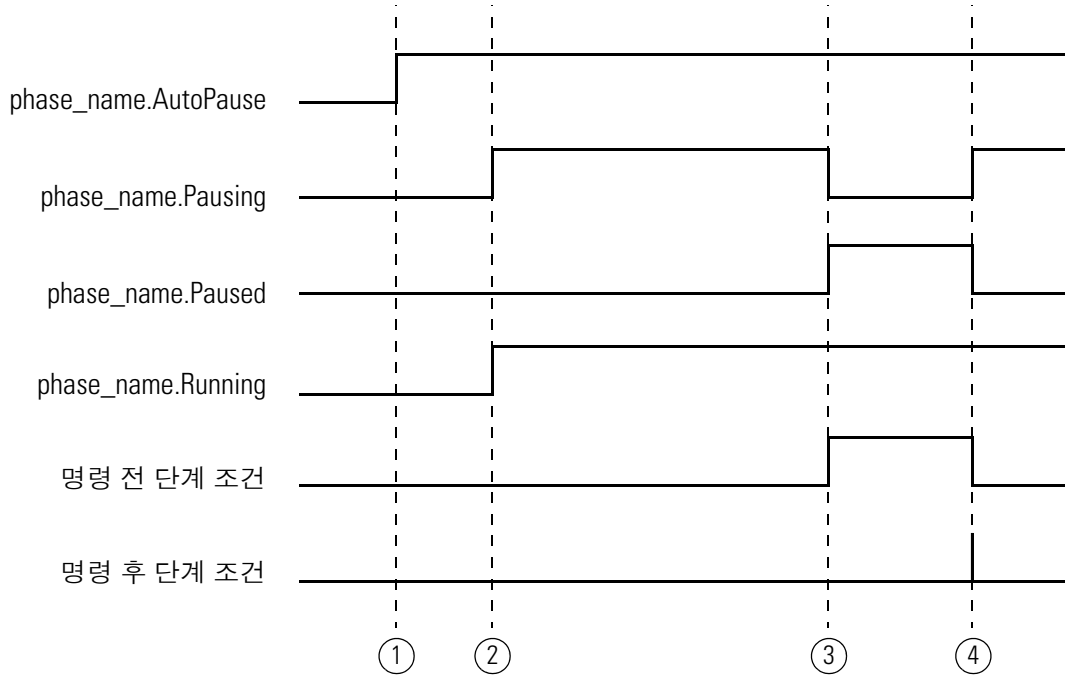 phase_name.AutoPause
phase_name.Pausing
phase_name.Paused
phase_name.Running
명령 전 단계 조건
명령 후 단계 조건
1 2 3 4